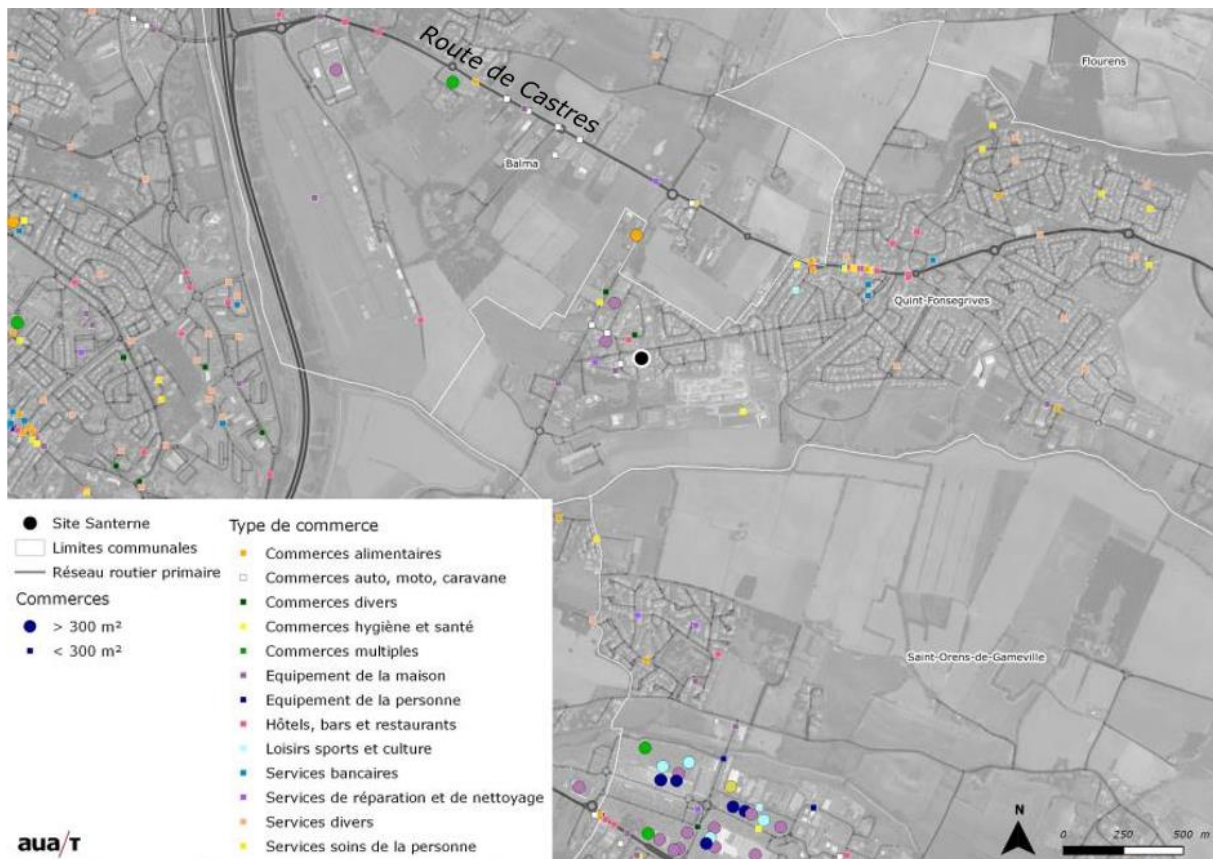 Route de Castres
Flourens
Balma
Quint-Fonsegrives
Saint-Orens-de-Gameville
Site Santerne
Limites communales
Réseau routier primaire
Commerces
> 300 m²
< 300 m²
Type de commerce
Commerces alimentaires
Commerces auto, moto, caravane
Commerces divers
Commerces hygiène et santé
Commerces multiples
Equipement de la maison
Equipement de la personne
Hôtels, bars et restaurants
Loisirs sports et culture
Services bancaires
Services de réparation et de nettoyage
Services divers
Services soins de la personne
aua/T
N
0 250 500 m